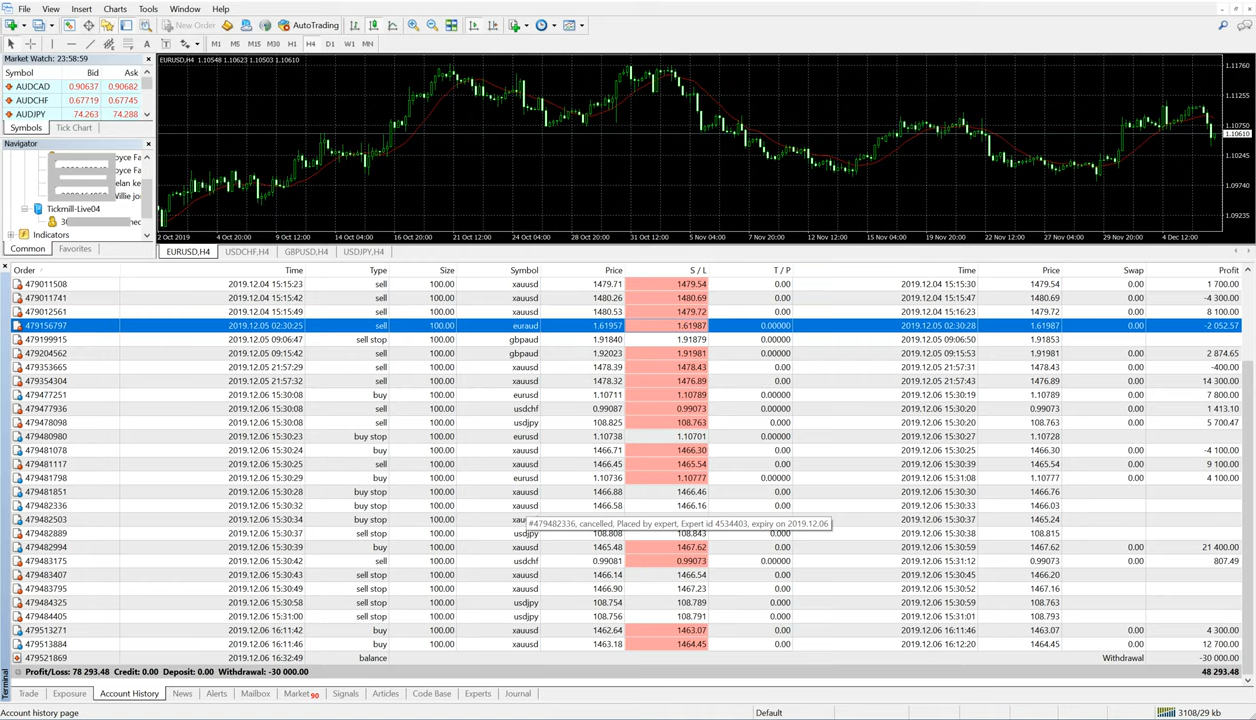 File View Insert Charts Tools Window Help
New Order AutoTrading
A T M1 M5 M15 M30 H1 H4 D1 W1 MN
Market Watch: 23:58:59
Symbol Bid Ask
AUDCAD 0.90637 0.90682
AUDCHF 0.67719 0.67745
AUDJPY 74.263 74.288
Symbols Tick Chart
Navigator
oyce Fa
oyce Fa
elan ke
Willie jo
Tickmill-Live04
Indicators
Common Favorites
EURUSD,H4 1.10548 1.10623 1.10503 1.10610
1.11760
1.11255
1.10750
1.10610
1.10245
1.09740
1.09235
2 Oct 2019 4 Oct 20:00 9 Oct 12:00 14 Oct 04:00 16 Oct 20:00 21 Oct 12:00 24 Oct 04:00 28 Oct 20:00 31 Oct 12:00 5 Nov 04:00 7 Nov 20:00 12 Nov 12:00 15 Nov 04:00 19 Nov 20:00 22 Nov 12:00 27 Nov 04:00 29 Nov 20:00 4 Dec 12:00
EURUSD,H4 USDCHF,H4 GBPUSD,H4 USDJPY,H4
Order Time Type Size Symbol Price S / L T / P Time Price Swap Profit
479011508 2019.12.04 15:15:23 sell 100.00 xauusd 1479.71 1479.54 0.00 2019.12.04 15:15:30 1479.54 0.00 1 700.00
479011741 2019.12.04 15:15:42 sell 100.00 xauusd 1480.26 1480.69 0.00 2019.12.04 15:15:47 1480.69 0.00 -4 300.00
479012561 2019.12.04 15:15:49 sell 100.00 xauusd 1480.53 1479.72 0.00 2019.12.04 15:16:23 1479.72 0.00 8 100.00
479156797 2019.12.05 02:30:25 sell 100.00 euraud 1.61957 1.61987 0.00000 2019.12.05 02:30:28 1.61987 0.00 -2 052.57
479199915 2019.12.05 09:06:47 sell stop 100.00 gbpaud 1.91840 1.91879 0.00000 2019.12.05 09:06:50 1.91853
479204562 2019.12.05 09:15:42 sell 100.00 gbpaud 1.92023 1.91981 0.00000 2019.12.05 09:15:53 1.91981 0.00 2 874.65
479353665 2019.12.05 21:57:29 sell 100.00 xauusd 1478.39 1478.43 0.00 2019.12.05 21:57:31 1478.43 0.00 -400.00
479354304 2019.12.05 21:57:32 sell 100.00 xauusd 1478.32 1476.89 0.00 2019.12.05 21:57:43 1476.89 0.00 14 300.00
479477251 2019.12.06 15:30:08 buy 100.00 eurusd 1.10711 1.10789 0.00000 2019.12.06 15:30:19 1.10789 0.00 7 800.00
479477936 2019.12.06 15:30:08 sell 100.00 usdchf 0.99087 0.99073 0.00000 2019.12.06 15:30:20 0.99073 0.00 1 413.10
479478098 2019.12.06 15:30:08 sell 100.00 usdjpy 108.825 108.763 0.000 2019.12.06 15:30:20 108.763 0.00 5 700.47
479480980 2019.12.06 15:30:23 buy stop 100.00 eurusd 1.10738 1.10701 0.00000 2019.12.06 15:30:27 1.10728
479481078 2019.12.06 15:30:24 buy 100.00 xauusd 1466.71 1466.30 0.00 2019.12.06 15:30:25 1466.30 0.00 -4 100.00
479481117 2019.12.06 15:30:25 sell 100.00 xauusd 1466.45 1465.54 0.00 2019.12.06 15:30:39 1465.54 0.00 9 100.00
479481798 2019.12.06 15:30:29 buy 100.00 eurusd 1.10736 1.10777 0.00000 2019.12.06 15:31:08 1.10777 0.00 4 100.00
479481851 2019.12.06 15:30:28 buy stop 100.00 xauusd 1466.88 1466.46 0.00 2019.12.06 15:30:30 1466.76
479482336 2019.12.06 15:30:32 buy stop 100.00 xauusd 1466.58 1466.16 0.00 2019.12.06 15:30:33 1466.02
479482503 2019.12.06 15:30:34 buy stop 100.00 2019.12.06 15:30:37 1465.24
#479482336, cancelled, Placed by expert, Expert id 4534403, expiry on 2019.12.06
479482889 2019.12.06 15:30:37 sell stop 100.00 usdjpy 108.808 108.843 0.000 2019.12.06 15:30:38 108.815
479482994 2019.12.06 15:30:39 buy 100.00 xauusd 1465.48 1467.62 0.00 2019.12.06 15:30:59 1467.62 0.00 21 400.00
479483175 2019.12.06 15:30:42 sell 100.00 usdchf 0.99081 0.99073 0.00000 2019.12.06 15:31:12 0.99073 0.00 807.49
479483407 2019.12.06 15:30:43 sell stop 100.00 xauusd 1466.14 1466.54 0.00 2019.12.06 15:30:45 1466.20
479483795 2019.12.06 15:30:49 sell stop 100.00 xauusd 1466.90 1467.23 0.00 2019.12.06 15:30:52 1467.16
479484325 2019.12.06 15:30:58 sell stop 100.00 usdjpy 108.754 108.789 0.000 2019.12.06 15:30:59 108.763
479484405 2019.12.06 15:31:00 sell stop 100.00 usdjpy 108.756 108.791 0.000 2019.12.06 15:31:01 108.793
479513271 2019.12.06 16:11:42 buy 100.00 xauusd 1462.64 1463.07 0.00 2019.12.06 16:11:46 1463.07 0.00 4 300.00
479513884 2019.12.06 16:11:46 buy 100.00 xauusd 1463.18 1464.45 0.00 2019.12.06 16:12:20 1464.45 0.00 12 700.00
479521869 2019.12.06 16:32:49 balance Withdrawal -30 000.00
Profit/Loss: 78 293.48 Credit: 0.00 Deposit: 0.00 Withdrawal: -30 000.00 48 293.48
Terminal
Trade Exposure Account History News Alerts Mailbox Market 90 Signals Articles Code Base Experts Journal
Account history page Default 3108/29 kb